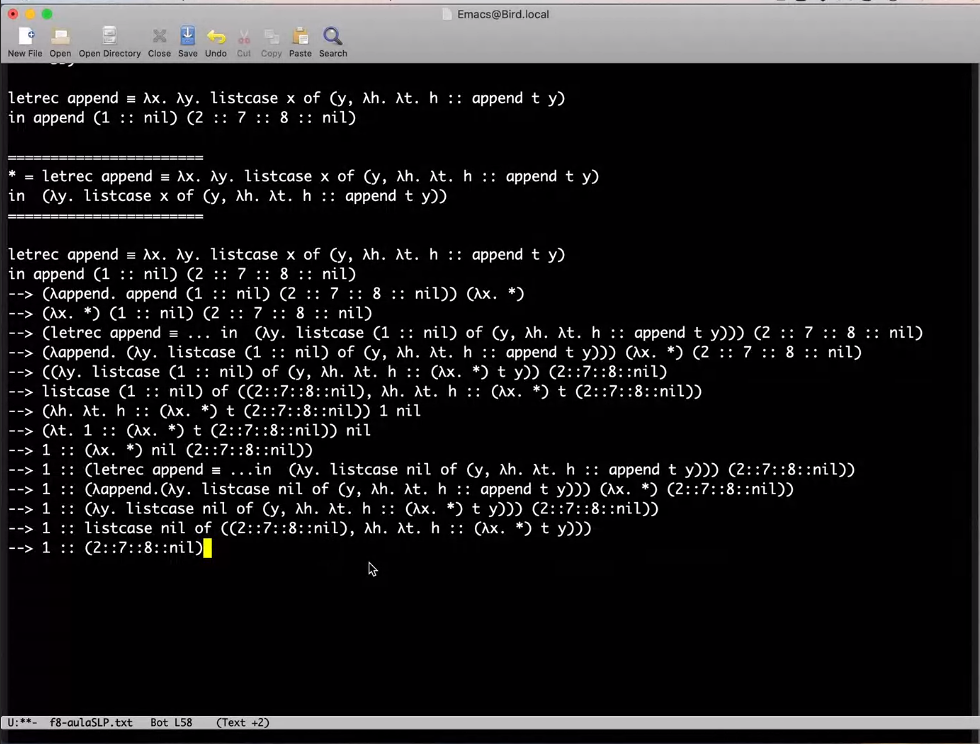 Emacs@Bird.local
New File Open Open Directory Close Save Undo Cut Copy Paste Search
letrec append ≡ λx. λy. listcase x of (y, λh. λt. h :: append t y)
in append (1 :: nil) (2 :: 7 :: 8 :: nil)
=======================
* = letrec append ≡ λx. λy. listcase x of (y, λh. λt. h :: append t y)
in  (λy. listcase x of (y, λh. λt. h :: append t y))
=======================
letrec append ≡ λx. λy. listcase x of (y, λh. λt. h :: append t y)
in append (1 :: nil) (2 :: 7 :: 8 :: nil)
--> (λappend. append (1 :: nil) (2 :: 7 :: 8 :: nil)) (λx. *)
--> (λx. *) (1 :: nil) (2 :: 7 :: 8 :: nil)
--> (letrec append ≡ ... in  (λy. listcase (1 :: nil) of (y, λh. λt. h :: append t y))) (2 :: 7 :: 8 :: nil)
--> (λappend. (λy. listcase (1 :: nil) of (y, λh. λt. h :: append t y))) (λx. *) (2 :: 7 :: 8 :: nil)
--> ((λy. listcase (1 :: nil) of (y, λh. λt. h :: (λx. *) t y)) (2::7::8::nil)
--> listcase (1 :: nil) of ((2::7::8::nil), λh. λt. h :: (λx. *) t (2::7::8::nil))
--> (λh. λt. h :: (λx. *) t (2::7::8::nil)) 1 nil
--> (λt. 1 :: (λx. *) t (2::7::8::nil)) nil
--> 1 :: (λx. *) nil (2::7::8::nil))
--> 1 :: (letrec append ≡ ...in  (λy. listcase nil of (y, λh. λt. h :: append t y))) (2::7::8::nil))
--> 1 :: (λappend.(λy. listcase nil of (y, λh. λt. h :: append t y))) (λx. *) (2::7::8::nil))
--> 1 :: (λy. listcase nil of (y, λh. λt. h :: (λx. *) t y))) (2::7::8::nil))
--> 1 :: listcase nil of ((2::7::8::nil), λh. λt. h :: (λx. *) t y)))
--> 1 :: (2::7::8::nil)
U:**-  f8-aulaSLP.txt   Bot L58   (Text +2)